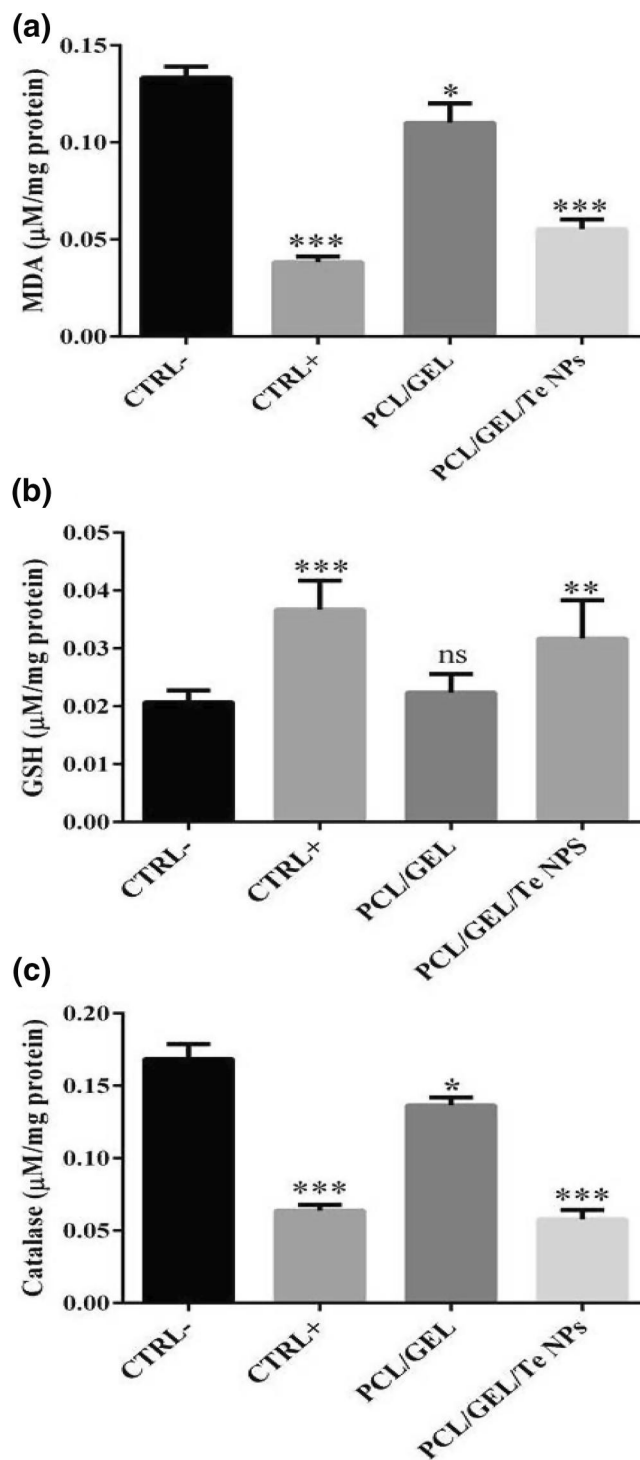 (a)
MDA (μM/mg protein)
0.15
0.10
0.05
0.00
***
*
***
CTRL-
CTRL+
PCL/GEL
PCL/GEL/Te NPs
(b)
GSH (μM/mg protein)
0.05
0.04
0.03
0.02
0.01
0.00
***
ns
**
CTRL-
CTRL+
PCL/GEL
PCL/GEL/Te NPS
(c)
Catalase (μM/mg protein)
0.20
0.15
0.10
0.05
0.00
***
*
***
CTRL-
CTRL+
PCL/GEL
PCL/GEL/Te NPs